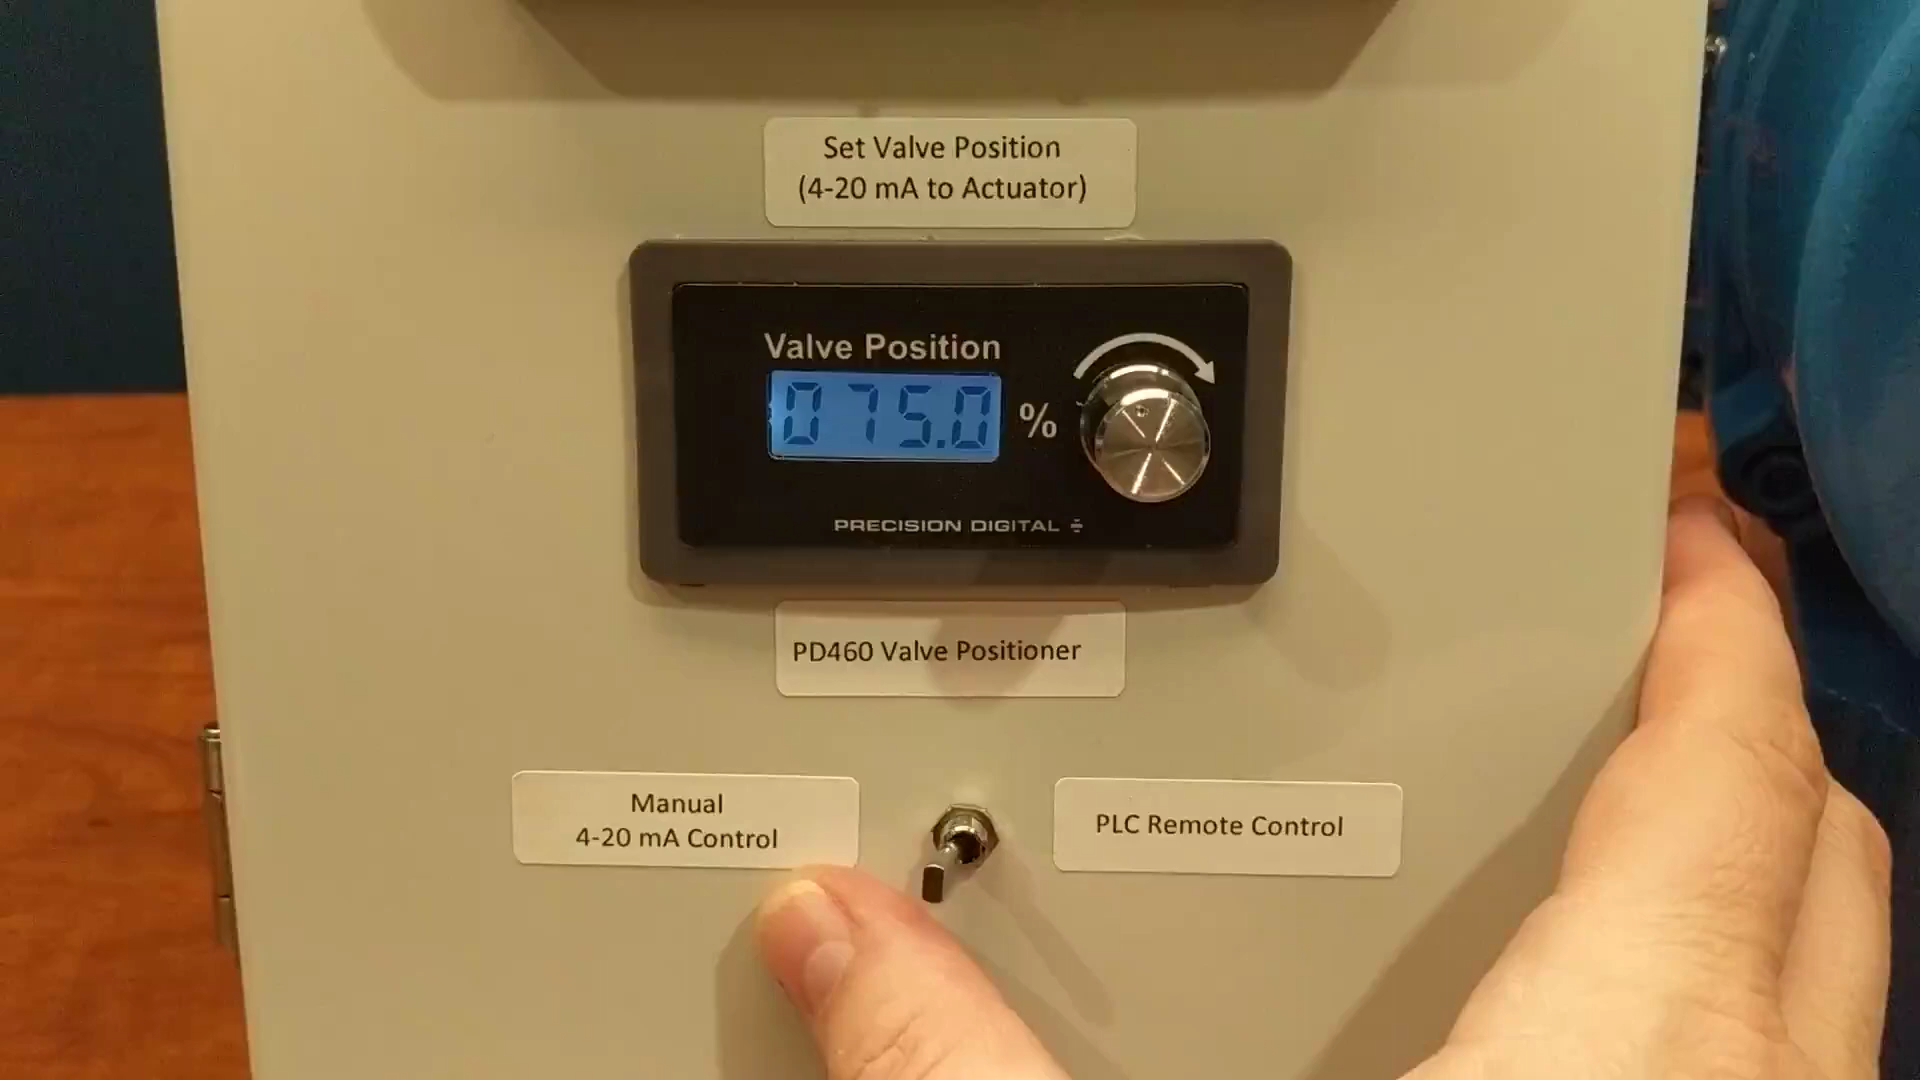 Set Valve Position
(4-20 mA to Actuator)
Valve Position
075.0 %
PRECISION DIGITAL
PD460 Valve Positioner
Manual
4-20 mA Control
PLC Remote Control